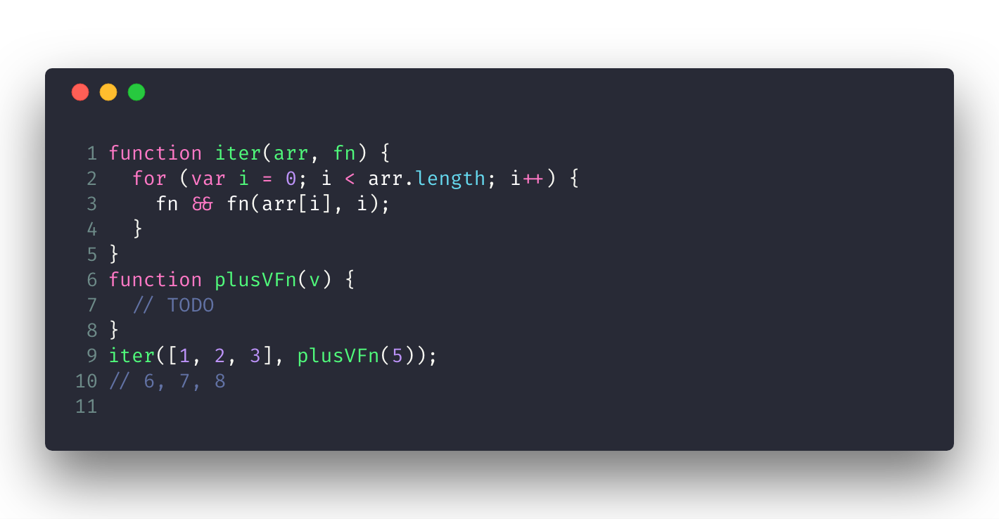 1 function iter(arr, fn) {
2   for (var i = 0; i < arr.length; i++) {
3     fn && fn(arr[i], i);
4   }
5 }
6 function plusVFn(v) {
7   // TODO
8 }
9 iter([1, 2, 3], plusVFn(5));
10 // 6, 7, 8
11